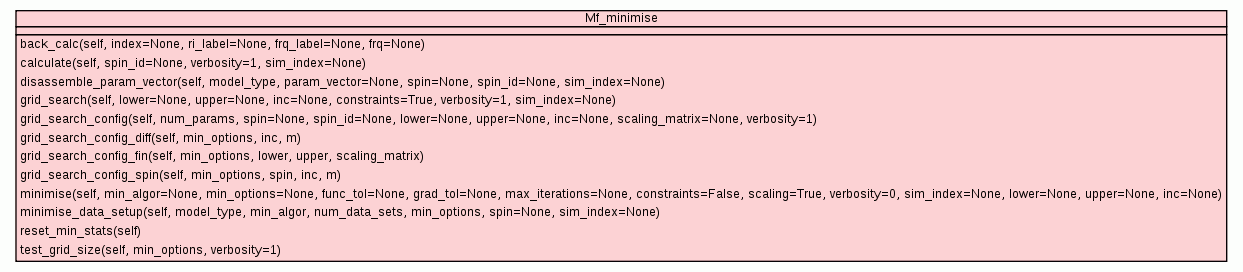 Mf_minimise
back_calc(self, index=None, ri_label=None, frq_label=None, frq=None)
calculate(self, spin_id=None, verbosity=1, sim_index=None)
disassemble_param_vector(self, model_type, param_vector=None, spin=None, spin_id=None, sim_index=None)
grid_search(self, lower=None, upper=None, inc=None, constraints=True, verbosity=1, sim_index=None)
grid_search_config(self, num_params, spin=None, spin_id=None, lower=None, upper=None, inc=None, scaling_matrix=None, verbosity=1)
grid_search_config_diff(self, min_options, inc, m)
grid_search_config_fin(self, min_options, lower, upper, scaling_matrix)
grid_search_config_spin(self, min_options, spin, inc, m)
minimise(self, min_algor=None, min_options=None, func_tol=None, grad_tol=None, max_iterations=None, constraints=False, scaling=True, verbosity=0, sim_index=None, lower=None, upper=None, inc=None)
minimise_data_setup(self, model_type, min_algor, num_data_sets, min_options, spin=None, sim_index=None)
reset_min_stats(self)
test_grid_size(self, min_options, verbosity=1)